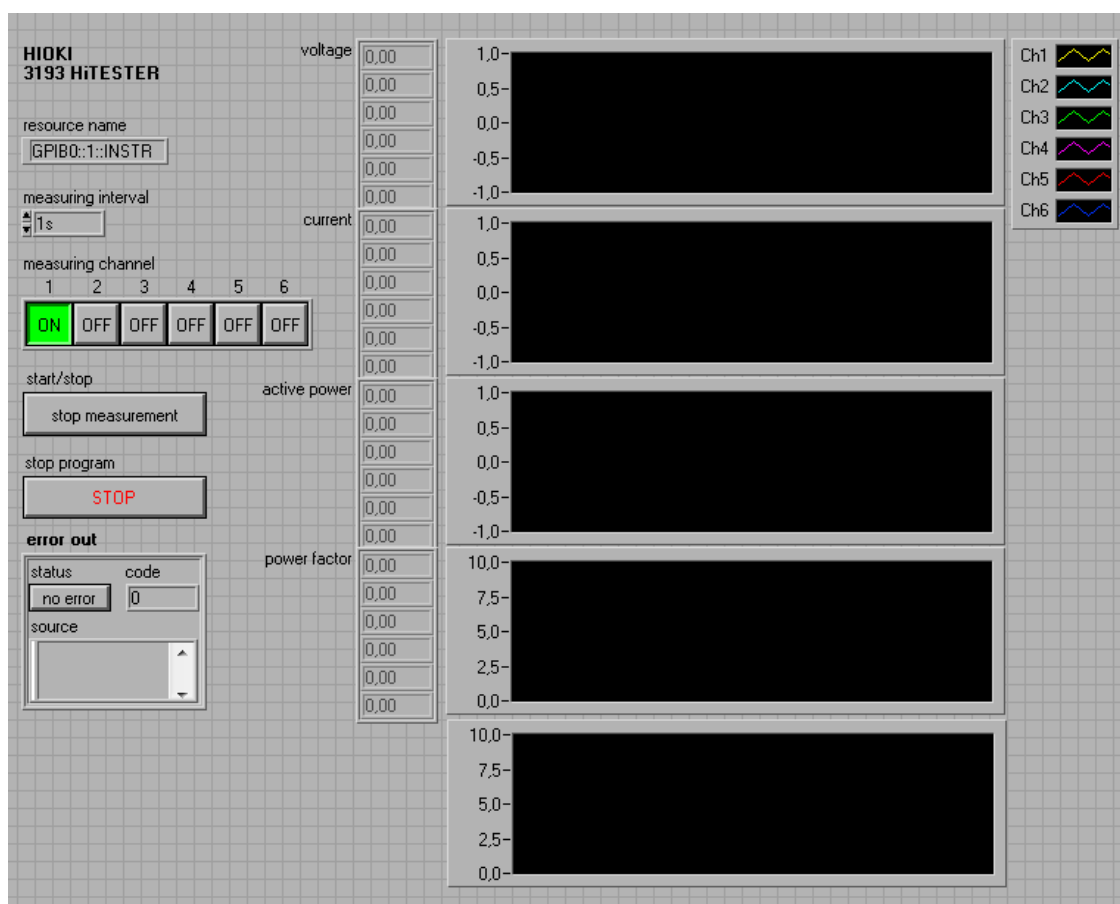 HIOKI
3193 HiTESTER
resource name
GPIB0::1::INSTR
measuring interval
1s
measuring channel
1 2 3 4 5 6
ON OFF OFF OFF OFF OFF
start/stop
stop measurement
stop program
STOP
error out
status code
no error 0
source
voltage
0,00
0,00
0,00
0,00
0,00
0,00
current
0,00
0,00
0,00
0,00
0,00
0,00
active power
0,00
0,00
0,00
0,00
0,00
0,00
power factor
0,00
0,00
0,00
0,00
0,00
0,00
1,0
0,5
0,0
-0,5
-1,0
1,0
0,5
0,0
-0,5
-1,0
1,0
0,5
0,0
-0,5
-1,0
10,0
7,5
5,0
2,5
0,0
10,0
7,5
5,0
2,5
0,0
Ch1
Ch2
Ch3
Ch4
Ch5
Ch6